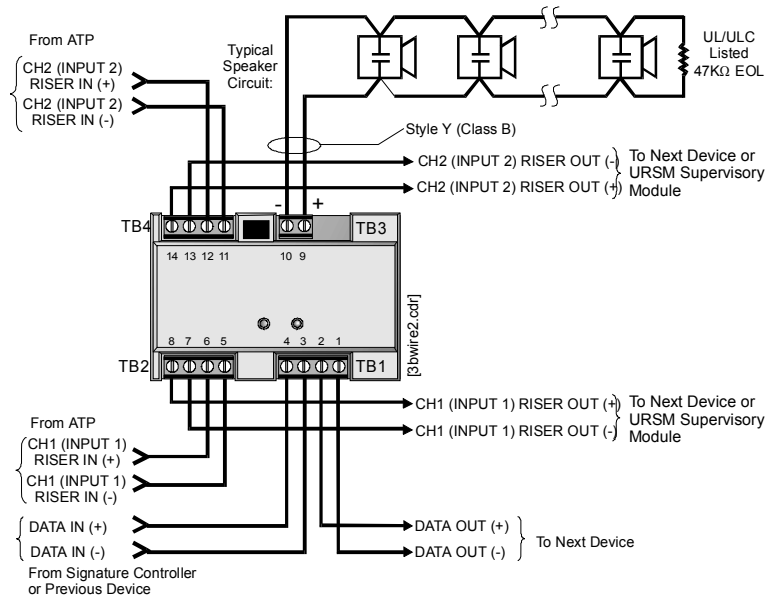 From ATP
CH2 (INPUT 2)
RISER IN (+)
CH2 (INPUT 2)
RISER IN (-)
Typical
Speaker
Circuit:
UL/ULC
Listed
47KΩ EOL
Style Y (Class B)
CH2 (INPUT 2) RISER OUT (-)
CH2 (INPUT 2) RISER OUT (+)
To Next Device or
URSM Supervisory
Module
- +
TB4
TB3
14 13 12 11
10 9
8 7 6 5
4 3 2 1
TB2
TB1
[3bwire2.cdr]
CH1 (INPUT 1) RISER OUT (+)
CH1 (INPUT 1) RISER OUT (-)
To Next Device or
URSM Supervisory
Module
From ATP
CH1 (INPUT 1)
RISER IN (+)
CH1 (INPUT 1)
RISER IN (-)
DATA IN (+)
DATA IN (-)
From Signature Controller
or Previous Device
DATA OUT (+)
DATA OUT (-)
To Next Device